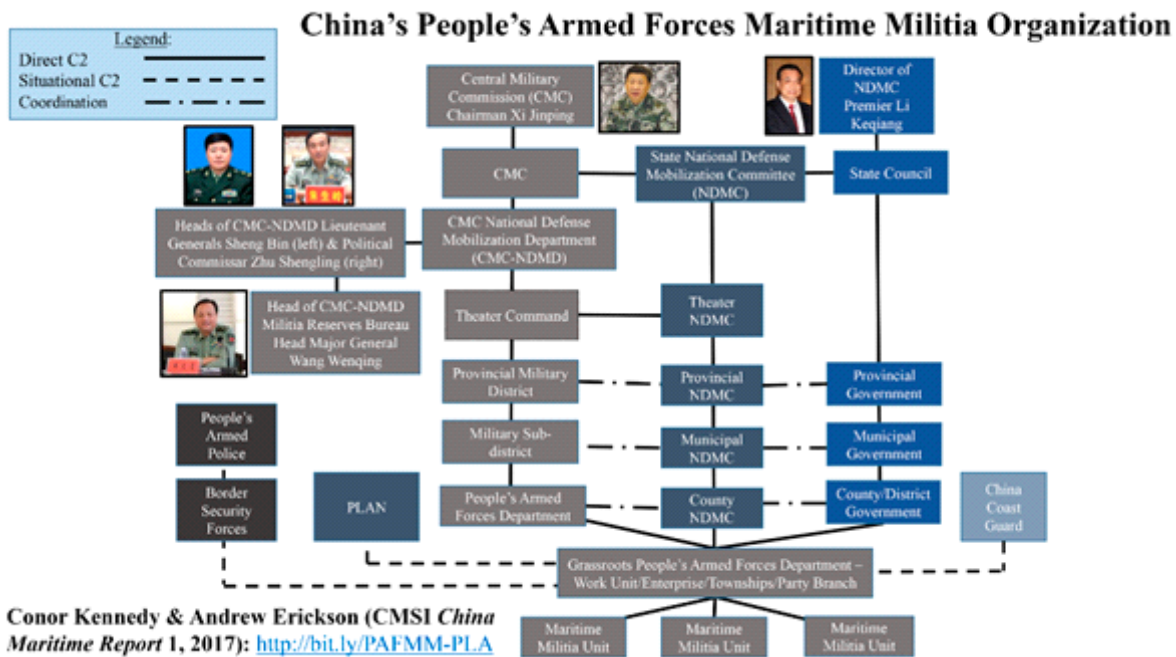 China's People's Armed Forces Maritime Militia Organization
Legend:
Direct C2
Situational C2
Coordination
Central Military
Commission (CMC)
Chairman Xi Jinping
Director of
NDMC
Premier Li
Keqiang
CMC
State National Defense
Mobilization Committee
(NDMC)
State Council
Heads of CMC-NDMD Lieutenant
Generals Sheng Bin (left) & Political
Commissar Zhu Shengling (right)
CMC National Defense
Mobilization Department
(CMC-NDMD)
Head of CMC-NDMD
Militia Reserves Bureau
Head Major General
Wang Wenqing
Theater Command
Theater
NDMC
Provincial Military
District
Provincial
NDMC
Provincial
Government
People's
Armed
Police
Military Sub-
district
Municipal
NDMC
Municipal
Government
Border
Security
Forces
PLAN
People's Armed
Forces Department
County
NDMC
County/District
Government
China
Coast
Guard
Grassroots People's Armed Forces Department –
Work Unit/Enterprise/Townships/Party Branch
Maritime
Militia Unit
Maritime
Militia Unit
Maritime
Militia Unit
Conor Kennedy & Andrew Erickson (CMSI China
Maritime Report 1, 2017): http://bit.ly/PAFMM-PLA